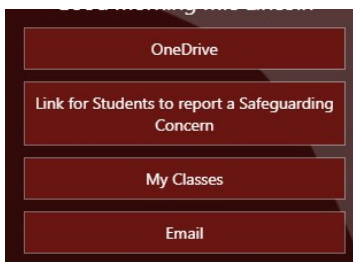 OneDrive
Link for Students to report a Safeguarding
Concern
My Classes
Email